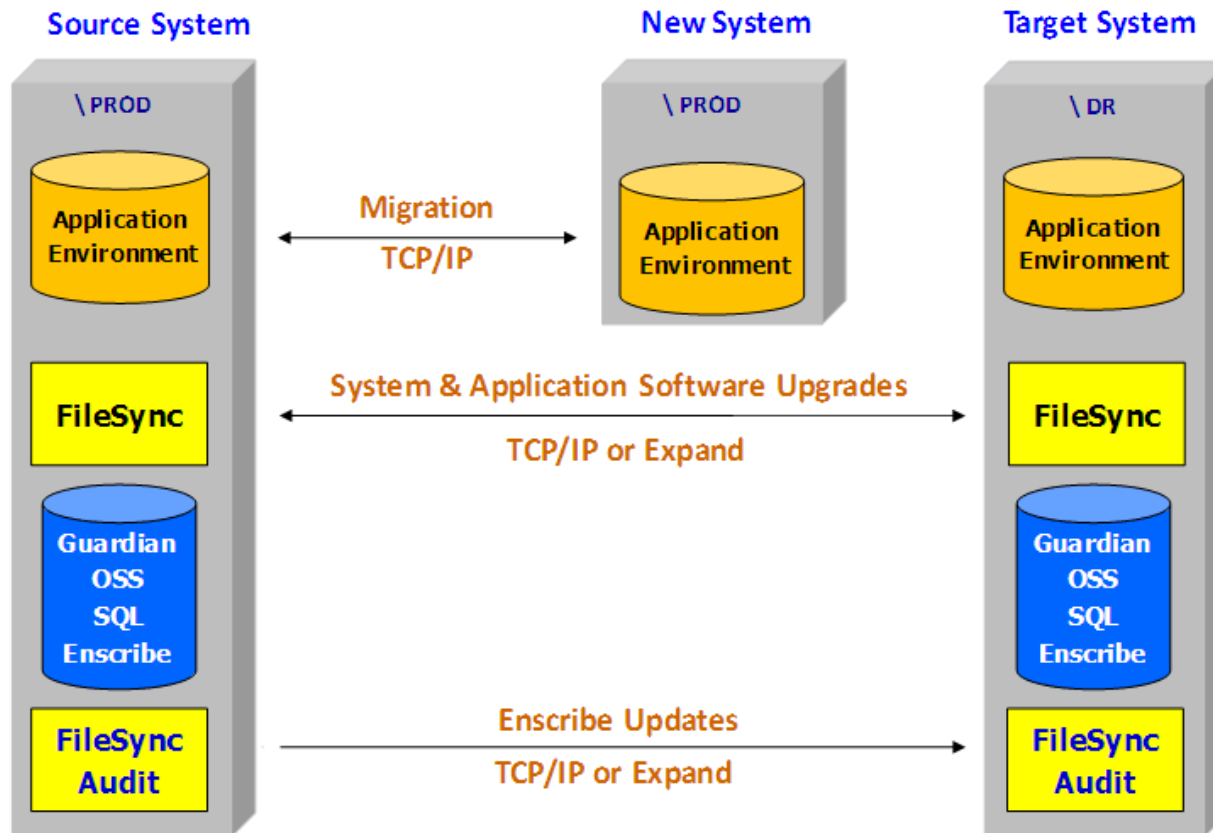 Source System
New System
Target System
\ PROD
\ PROD
\ DR
Application
Environment
Migration
TCP/IP
Application
Environment
Application
Environment
FileSync
System & Application Software Upgrades
TCP/IP or Expand
FileSync
Guardian
OSS
SQL
Enscribe
Guardian
OSS
SQL
Enscribe
FileSync
Audit
Enscribe Updates
TCP/IP or Expand
FileSync
Audit